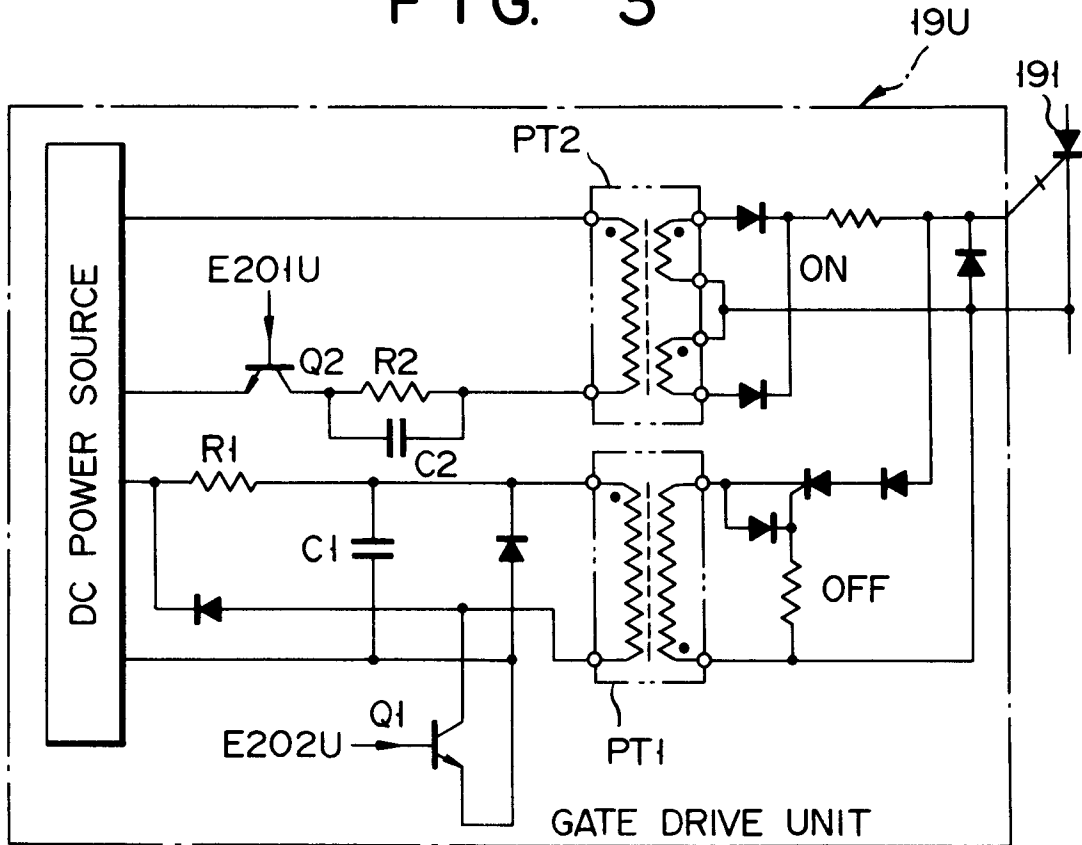 FIG. 3
19U
191
PT2
E201U
ON
Q2
R2
C2
R1
DC POWER SOURCE
C1
OFF
Q1
E202U
PT1
GATE DRIVE UNIT